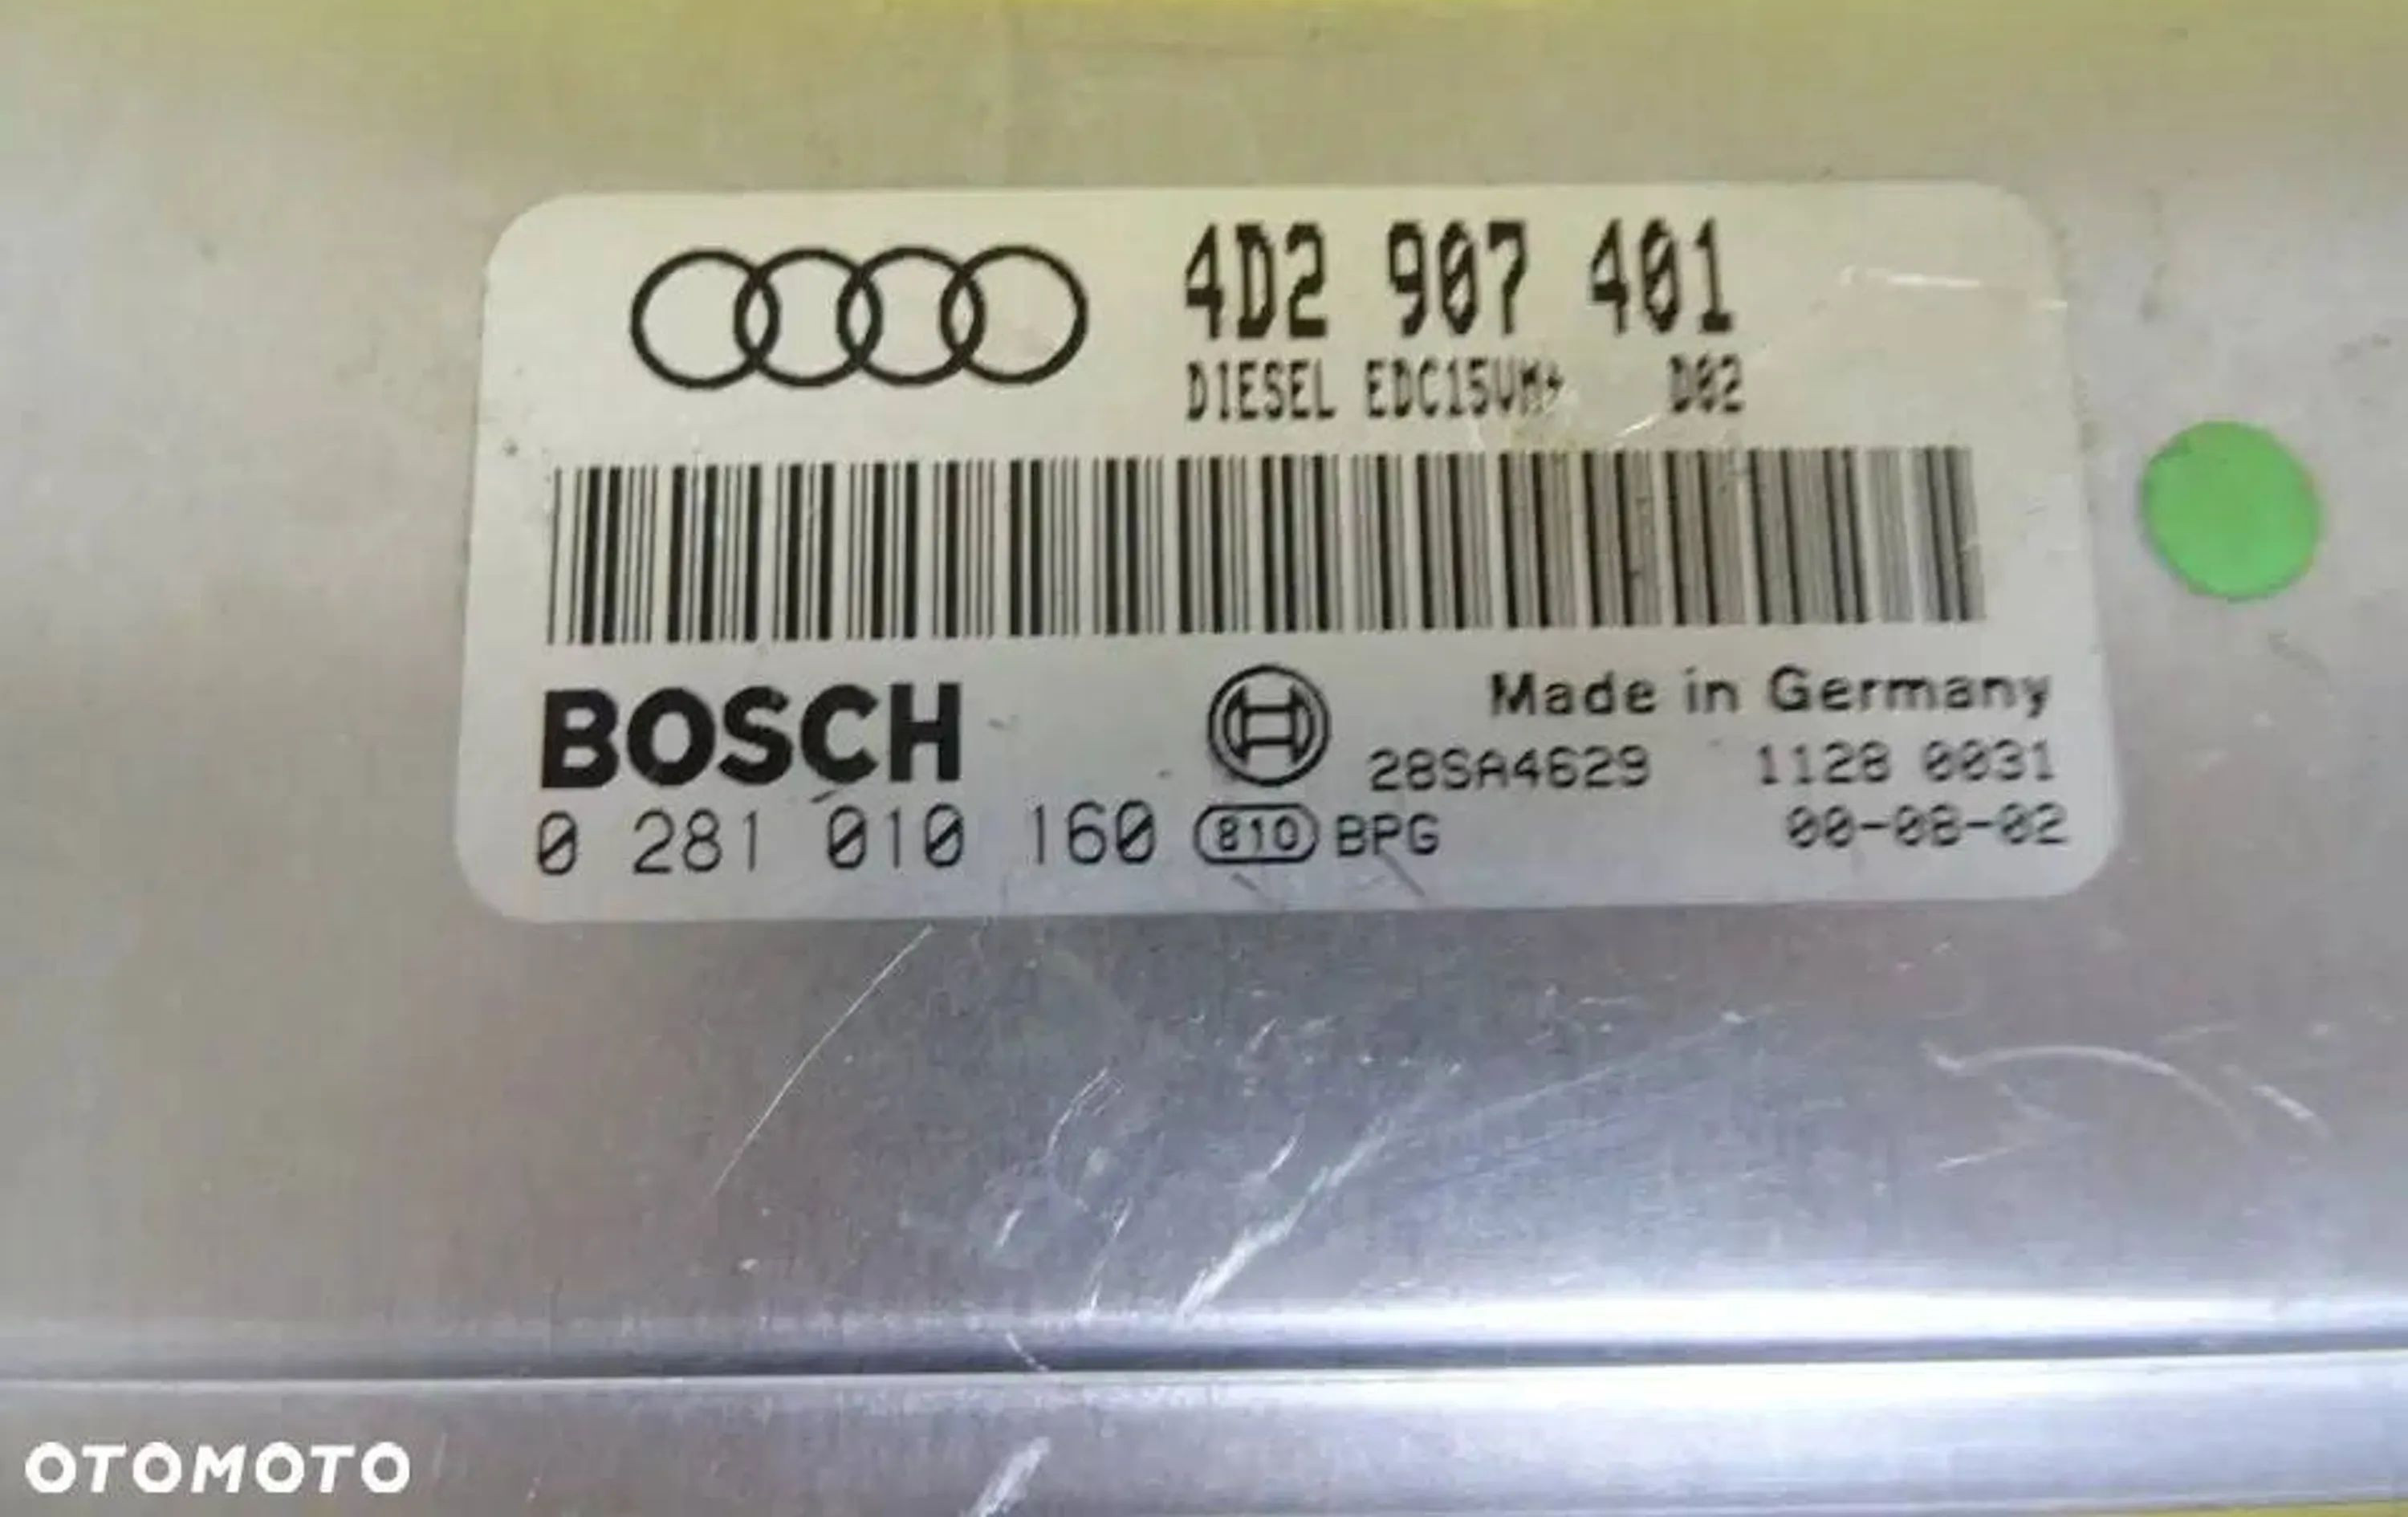 4D2 907 401
DIESEL EDC15VM+ D02
BOSCH
Made in Germany
28SA4629 1128 0031
0 281 010 160 810 BPG 00-08-02
OTOMOTO